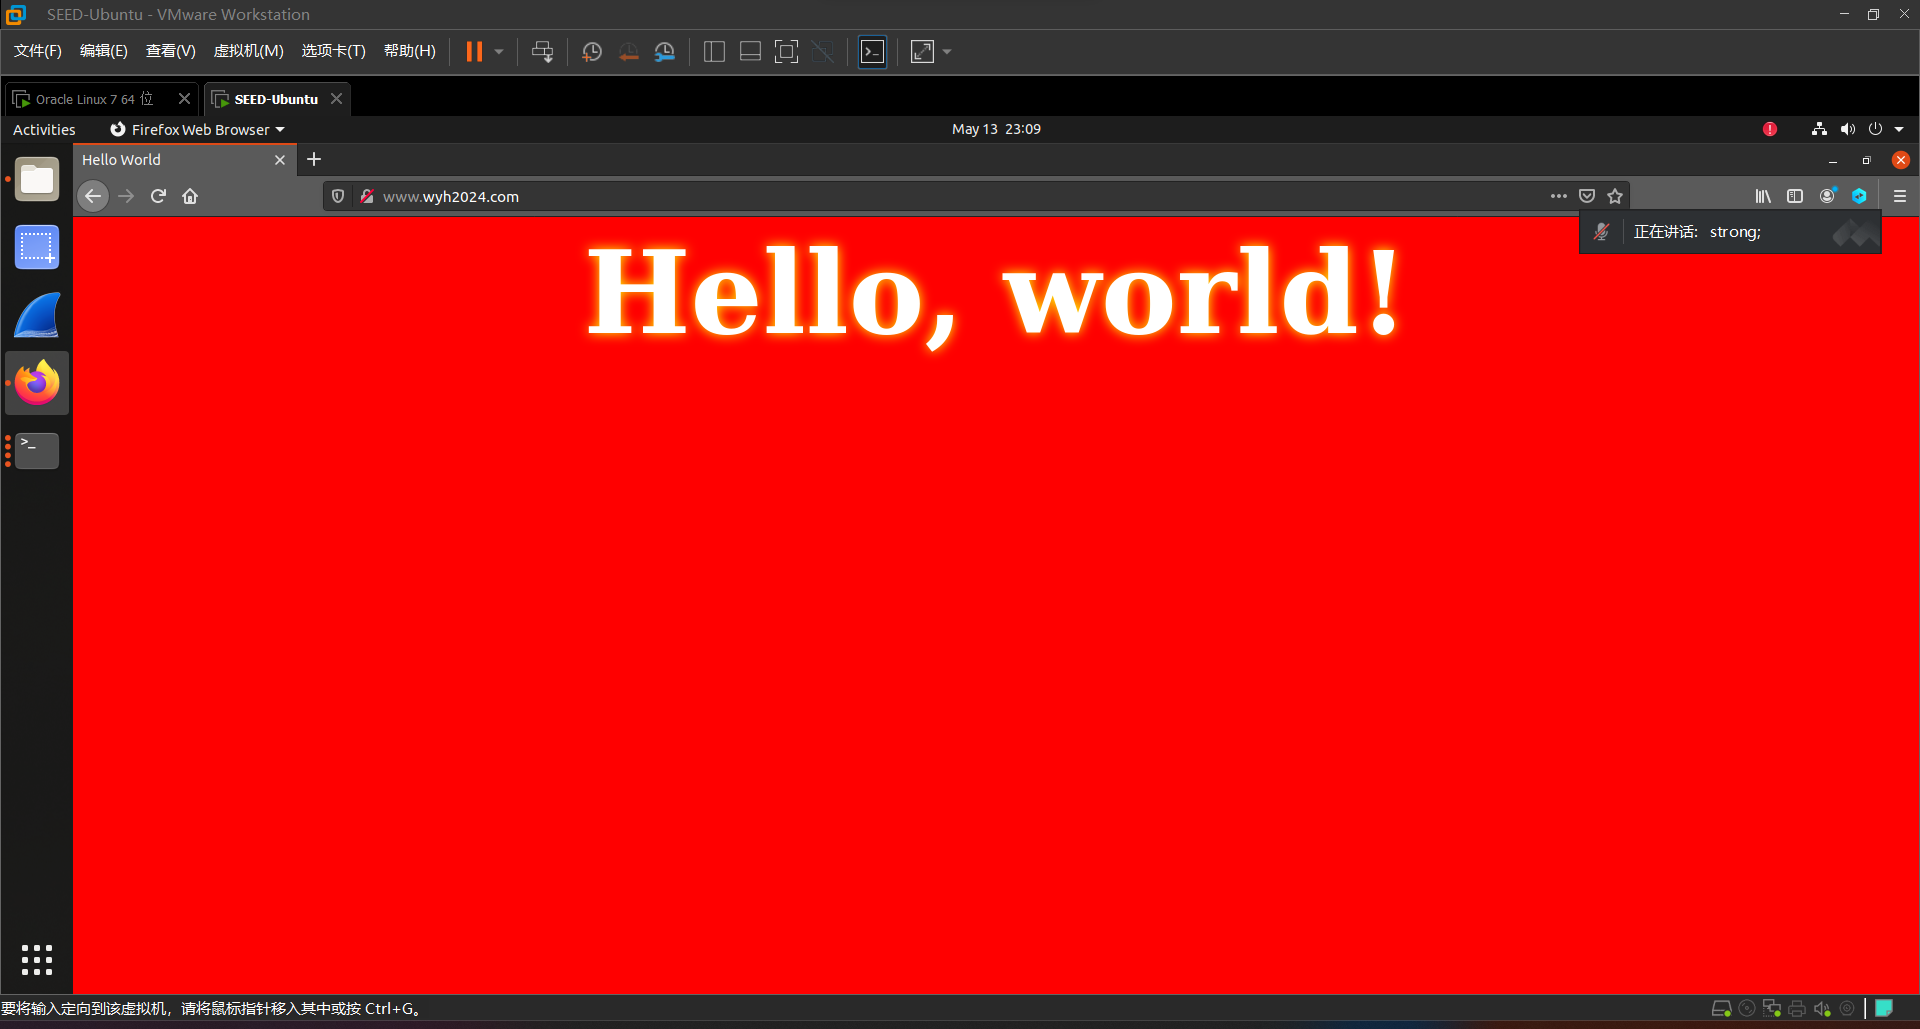 SEED-Ubuntu - VMware Workstation
文件(F) 编辑(E) 查看(V) 虚拟机(M) 选项卡(T) 帮助(H)
Oracle Linux 7 64 位 SEED-Ubuntu
Activities Firefox Web Browser May 13 23:09
Hello World
www.wyh2024.com
正在讲话: strong;
Hello, world!
要将输入定向到该虚拟机，请将鼠标指针移入其中或按 Ctrl+G。